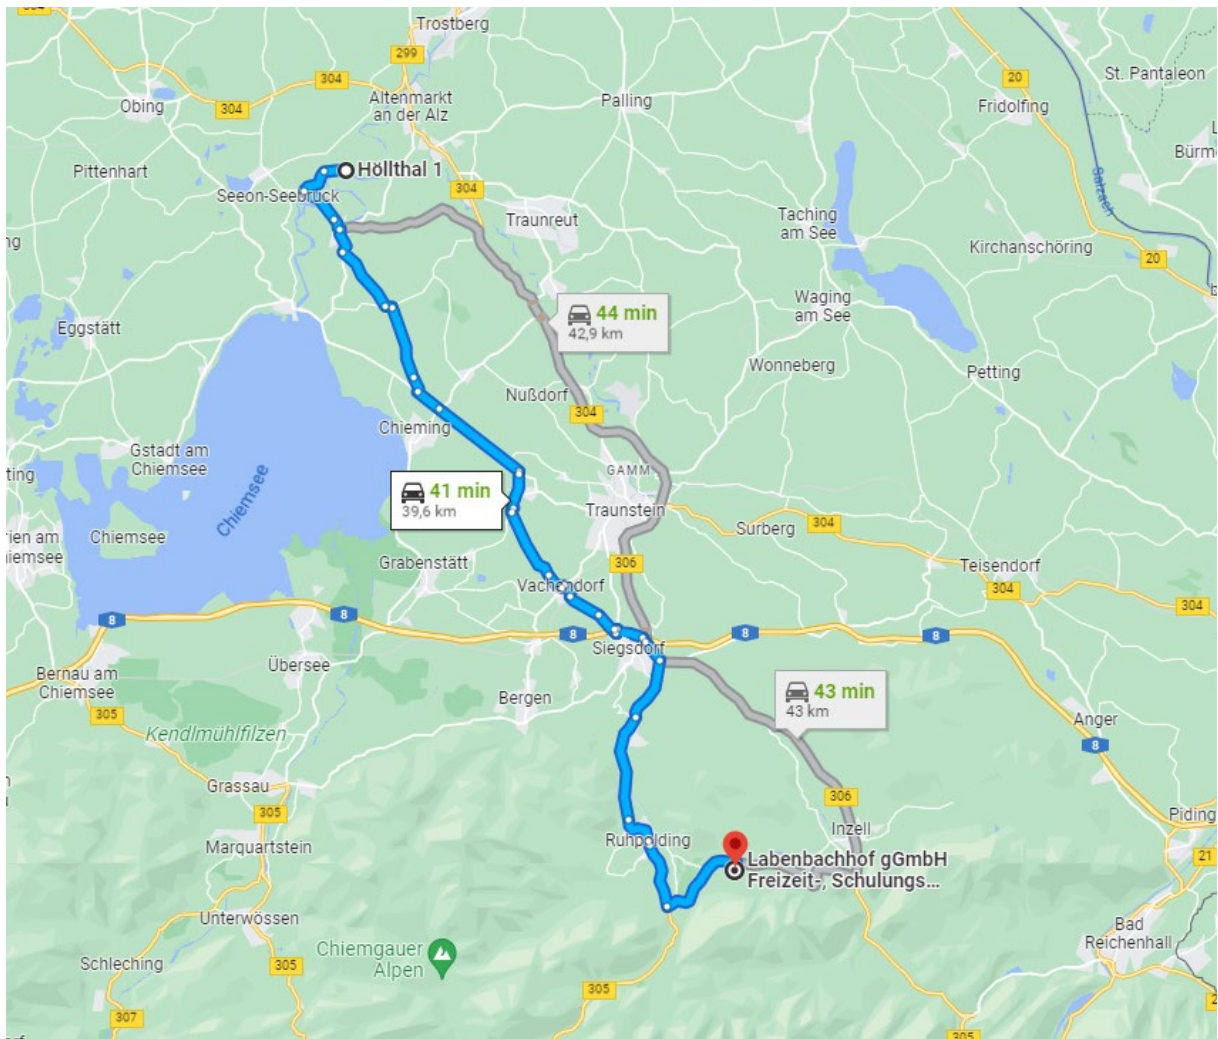 304
Trostberg
299
304
St. Pantaleon
20
Altenmarkt
an der Alz
Palling
Obing
304
Fridolfing
Pittenhart
Höllthal 1
Seeon-Seebruck
304
Salzach
Traunreut
Taching
am See
Kirchanschöring
20
Waging
am See
44 min
42,9 km
Eggstätt
Wonneberg
Petting
Nußdorf
304
Chieming
Gstadt am
Chiemsee
GAMM
Chiemsee
41 min
39,6 km
Traunstein
Surberg
304
Chiemsee
Grabenstätt
306
Teisendorf
304
Vachendorf
304
8
8
8
8
8
Siegsdorf
Übersee
Bernau am
Chiemsee
Bergen
43 min
43 km
305
Anger
Kendlmühlfilzen
8
Grassau
306
305
Piding
Inzell
Ruhpolding
Marquartstein
21
Labenbachhof gGmbH
Freizeit-, Schulungs...
Unterwössen
Bad
Reichenhall
Chiemgauer
Alpen
Schleching
305
305
307
305